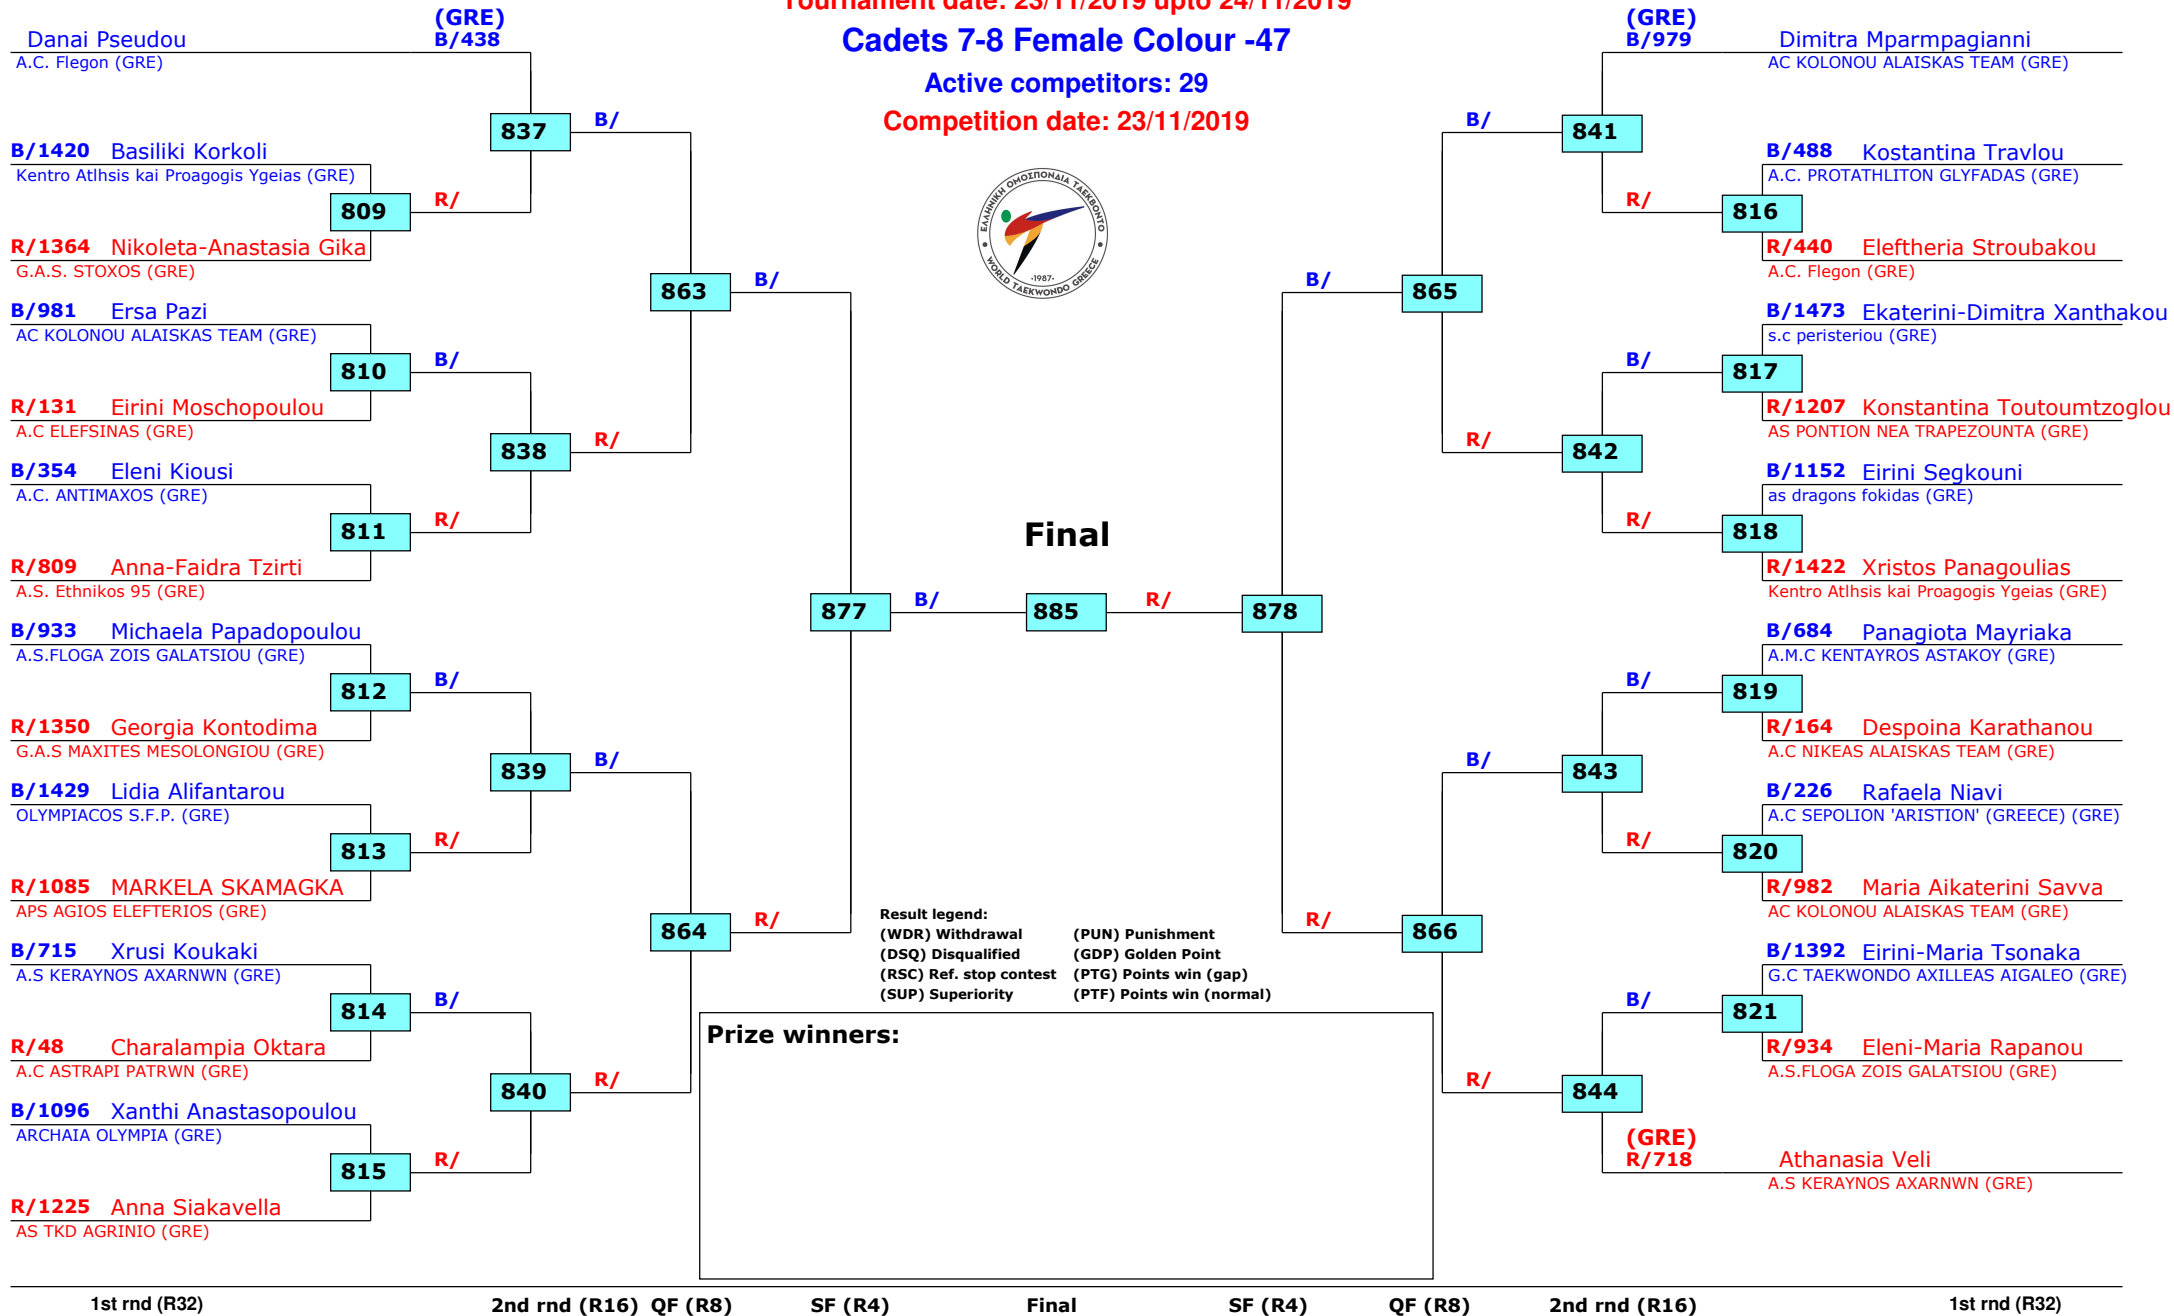 Tournament date: 23/11/2019 upto 24/11/2019
Cadets 7-8 Female Colour -47
Active competitors: 29
Competition date: 23/11/2019
ΕΛΛΗΝΙΚΗ ΟΜΟΣΠΟΝΔΙΑ ΤΑΕΚΒΟΝΤΟ
·1987·
WORLD TAEKWONDO GREECE
(GRE)
Danai Pseudou B/438
A.C. Flegon (GRE)
837
B/
B/1420 Basiliki Korkoli
Kentro Atlhsis kai Proagogis Ygeias (GRE)
809
R/
R/1364 Nikoleta-Anastasia Gika
G.A.S. STOXOS (GRE)
863
B/
B/981 Ersa Pazi
AC KOLONOU ALAISKAS TEAM (GRE)
810
B/
R/131 Eirini Moschopoulou
A.C ELEFSINAS (GRE)
838
R/
B/354 Eleni Kiousi
A.C. ANTIMAXOS (GRE)
811
R/
R/809 Anna-Faidra Tzirti
A.S. Ethnikos 95 (GRE)
877
B/
B/933 Michaela Papadopoulou
A.S.FLOGA ZOIS GALATSIOU (GRE)
812
B/
R/1350 Georgia Kontodima
G.A.S MAXITES MESOLONGIOU (GRE)
839
B/
B/1429 Lidia Alifantarou
OLYMPIACOS S.F.P. (GRE)
813
R/
R/1085 MARKELA SKAMAGKA
APS AGIOS ELEFTERIOS (GRE)
864
R/
B/715 Xrusi Koukaki
A.S KERAYNOS AXARNWN (GRE)
814
B/
R/48 Charalampia Oktara
A.C ASTRAPI PATRWN (GRE)
840
R/
B/1096 Xanthi Anastasopoulou
ARCHAIA OLYMPIA (GRE)
815
R/
R/1225 Anna Siakavella
AS TKD AGRINIO (GRE)
Final
885
R/
878
(GRE)
B/979 Dimitra Mparmpagianni
AC KOLONOU ALAISKAS TEAM (GRE)
B/
841
B/488 Kostantina Travlou
A.C. PROTATHLITON GLYFADAS (GRE)
R/
816
R/440 Eleftheria Stroubakou
A.C. Flegon (GRE)
B/
865
B/1473 Ekaterini-Dimitra Xanthakou
s.c peristeriou (GRE)
B/
817
R/1207 Konstantina Toutoumtzoglou
AS PONTION NEA TRAPEZOUNTA (GRE)
R/
842
B/1152 Eirini Segkouni
as dragons fokidas (GRE)
R/
818
R/1422 Xristos Panagoulias
Kentro Atlhsis kai Proagogis Ygeias (GRE)
B/684 Panagiota Mayriaka
A.M.C KENTAYROS ASTAKOY (GRE)
B/
819
R/164 Despoina Karathanou
A.C NIKEAS ALAISKAS TEAM (GRE)
B/
843
B/226 Rafaela Niavi
A.C SEPOLION 'ARISTION' (GREECE) (GRE)
R/
820
R/982 Maria Aikaterini Savva
AC KOLONOU ALAISKAS TEAM (GRE)
R/
866
B/1392 Eirini-Maria Tsonaka
G.C TAEKWONDO AXILLEAS AIGALEO (GRE)
B/
821
R/934 Eleni-Maria Rapanou
A.S.FLOGA ZOIS GALATSIOU (GRE)
R/
844
(GRE)
R/718 Athanasia Veli
A.S KERAYNOS AXARNWN (GRE)
Result legend:
(WDR) Withdrawal (PUN) Punishment
(DSQ) Disqualified (GDP) Golden Point
(RSC) Ref. stop contest (PTG) Points win (gap)
(SUP) Superiority (PTF) Points win (normal)
Prize winners:
1st rnd (R32) 2nd rnd (R16) QF (R8) SF (R4) Final SF (R4) QF (R8) 2nd rnd (R16) 1st rnd (R32)